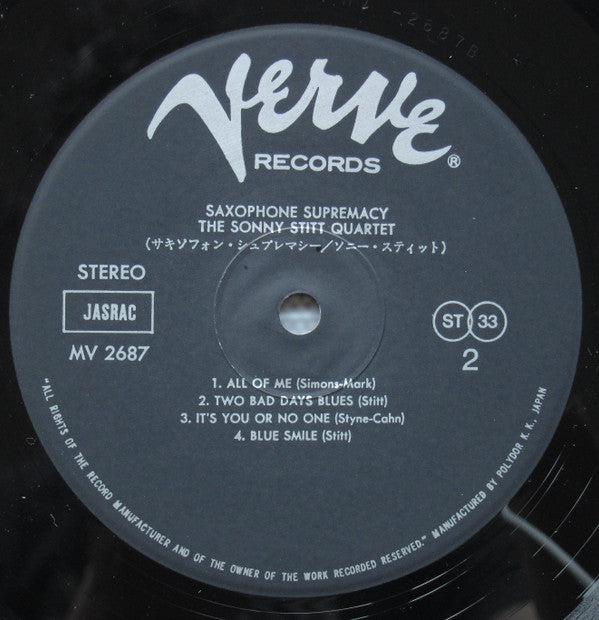 verve
RECORDS ®
SAXOPHONE SUPREMACY
THE SONNY STITT QUARTET
(サキソフォン・シュプレマシー/ソニー・スティット)
STEREO
JASRAC
MV 2687
ST 33
2
1. ALL OF ME (Simons-Mark)
2. TWO BAD DAYS BLUES (Stitt)
3. IT'S YOU OR NO ONE (Styne-Cahn)
4. BLUE SMILE (Stitt)
"ALL RIGHTS OF THE RECORD MANUFACTURER AND OF THE OWNER OF THE WORK RECORDED RESERVED." MANUFACTURED BY POLYDOR K. K., JAPAN